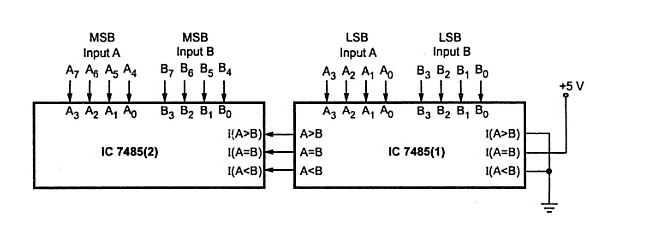 MSB MSB LSB LSB
Input A Input B Input A Input B
A7 A6 A5 A4 B7 B6 B5 B4 A3 A2 A1 A0 B3 B2 B1 B0
+5 V
A3 A2 A1 A0 B3 B2 B1 B0 A3 A2 A1 A0 B3 B2 B1 B0
I(A>B) A>B I(A>B)
IC 7485(2) I(A=B) A=B IC 7485(1) I(A=B)
I(A<B) A<B I(A<B)